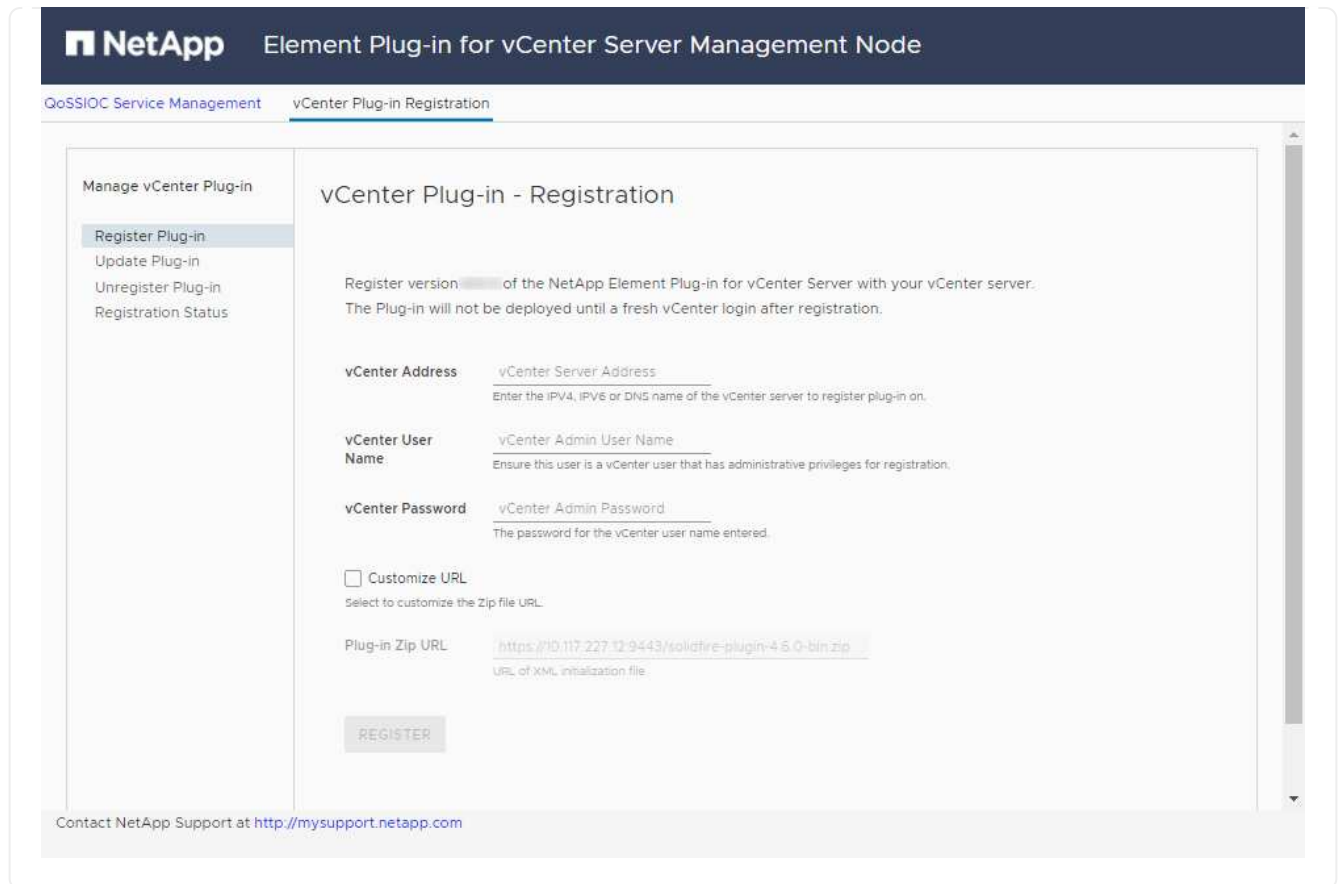 NetApp Element Plug-in for vCenter Server Management Node
QoSSIOC Service Management vCenter Plug-in Registration
Manage vCenter Plug-in
Register Plug-in
Update Plug-in
Unregister Plug-in
Registration Status
vCenter Plug-in - Registration
Register version of the NetApp Element Plug-in for vCenter Server with your vCenter server.
The Plug-in will not be deployed until a fresh vCenter login after registration.
vCenter Address vCenter Server Address
Enter the IPV4, IPV6 or DNS name of the vCenter server to register plug-in on.
vCenter User
Name
vCenter Admin User Name
Ensure this user is a vCenter user that has administrative privileges for registration.
vCenter Password vCenter Admin Password
The password for the vCenter user name entered.
Customize URL
Select to customize the Zip file URL.
Plug-in Zip URL https://10.117.227.12:9443/solidfire-plugin-4.6.0-bin.zip
URL of XML initialization file
REGISTER
Contact NetApp Support at http://mysupport.netapp.com